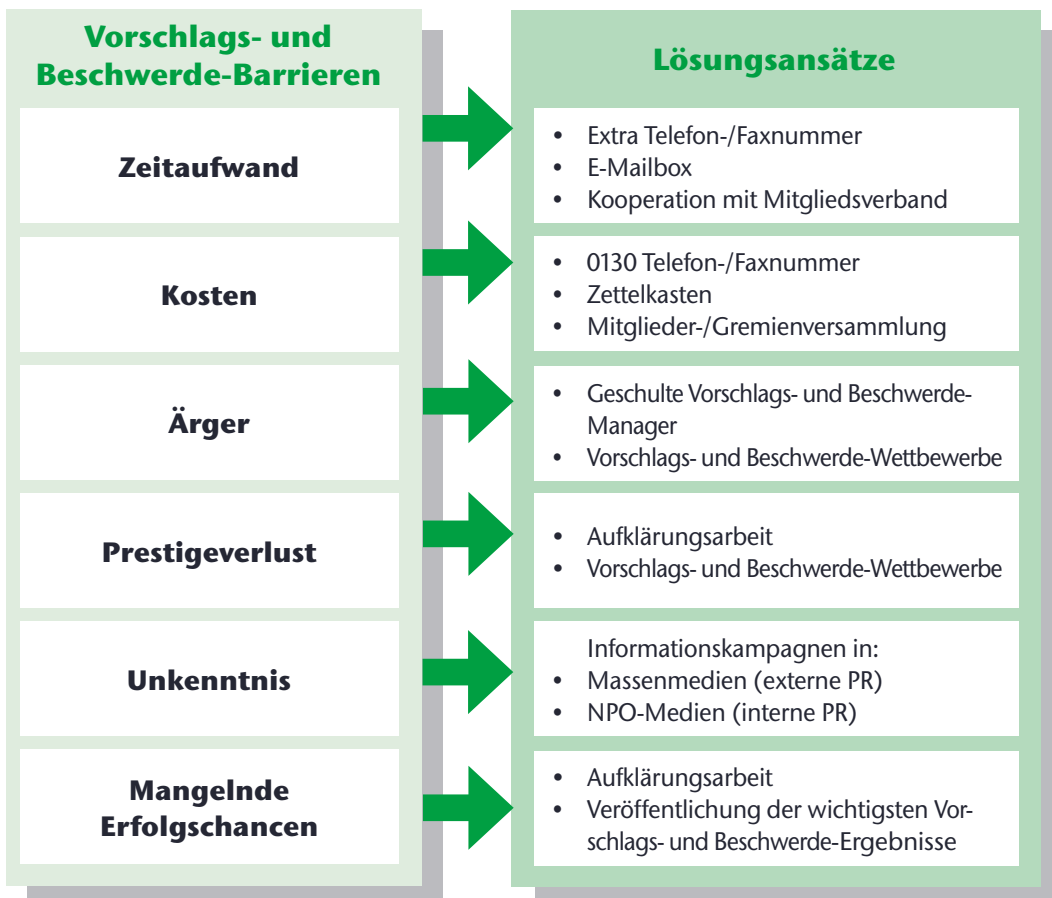 Vorschlags- und
Beschwerde-Barrieren
Lösungsansätze
Zeitaufwand
• Extra Telefon-/Faxnummer
• E-Mailbox
• Kooperation mit Mitgliedsverband
Kosten
• 0130 Telefon-/Faxnummer
• Zettelkasten
• Mitglieder-/Gremienversammlung
Ärger
• Geschulte Vorschlags- und Beschwerde-
Manager
• Vorschlags- und Beschwerde-Wettbewerbe
Prestigeverlust
• Aufklärungsarbeit
• Vorschlags- und Beschwerde-Wettbewerbe
Unkenntnis
Informationskampagnen in:
• Massenmedien (externe PR)
• NPO-Medien (interne PR)
Mangelnde
Erfolgschancen
• Aufklärungsarbeit
• Veröffentlichung der wichtigsten Vor-
schlags- und Beschwerde-Ergebnisse